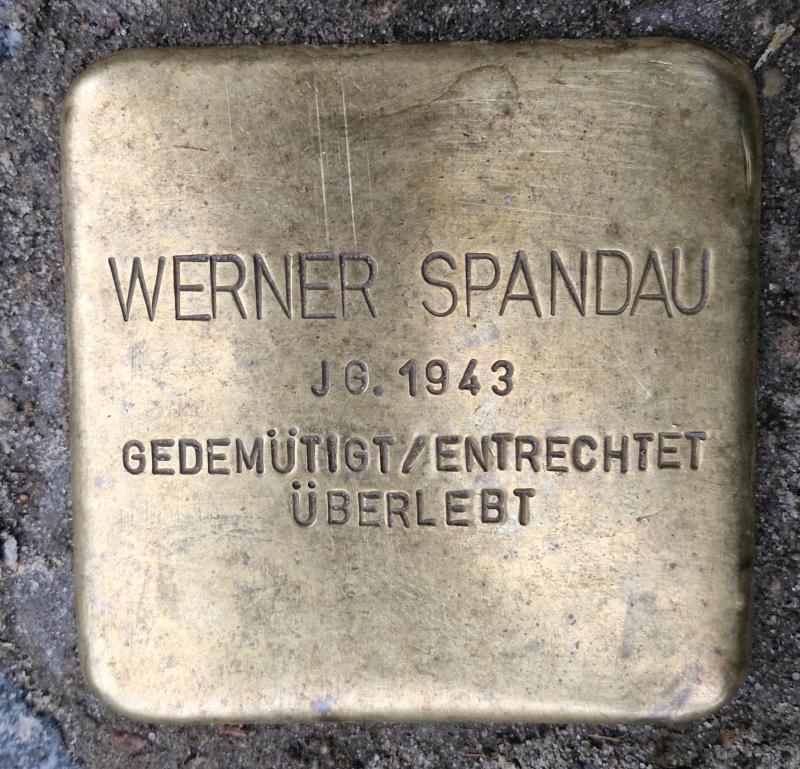 WERNER SPANDAU
JG. 1943
GEDEMÜTIGT/ENTRECHTET
ÜBERLEBT